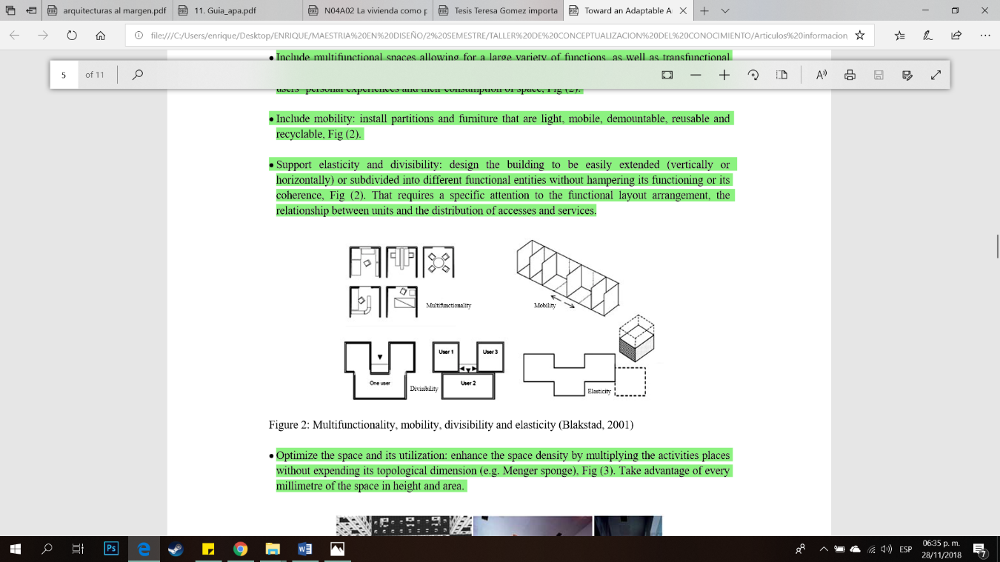 arquitecturas al margen.pdf
11. Guia_apa.pdf
N04A02 La vivienda como p
Tesis Teresa Gomez importa
Toward an Adaptable A
file:///C:/Users/enrique/Desktop/ENRIQUE/MAESTRIA%20EN%20DISEÑO/2%20SEMESTRE/TALLER%20DE%20CONCEPTUALIZACION%20DEL%20CONOCIMIENTO/Articulos%20informacion
• Include multifunctional spaces allowing for a large variety of functions, as well as transfunctional
5 of 11
users' personal experiences and their consumption of space, Fig (2).
• Include mobility: install partitions and furniture that are light, mobile, demountable, reusable and
recyclable, Fig (2).
• Support elasticity and divisibility: design the building to be easily extended (vertically or
horizontally) or subdivided into different functional entities without hampering its functioning or its
coherence, Fig (2). That requires a specific attention to the functional layout arrangement, the
relationship between units and the distribution of accesses and services.
Multifunctionality
Mobility
User 1
User 3
One user
User 2
Divisibility
Elasticity
Figure 2: Multifunctionality, mobility, divisibility and elasticity (Blakstad, 2001)
• Optimize the space and its utilization: enhance the space density by multiplying the activities places
without expending its topological dimension (e.g. Menger sponge), Fig (3). Take advantage of every
millimetre of the space in height and area.
Ps
ESP
06:35 p. m.
28/11/2018
7